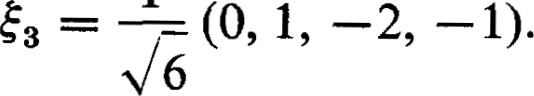 ξ₃ = 1/√6 (0, 1, −2, −1).